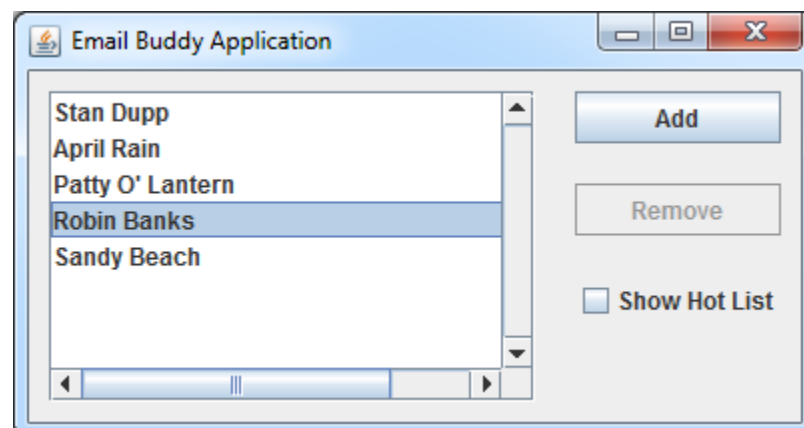 Email Buddy Application
Stan Dupp
April Rain
Patty O' Lantern
Robin Banks
Sandy Beach
Add
Remove
Show Hot List